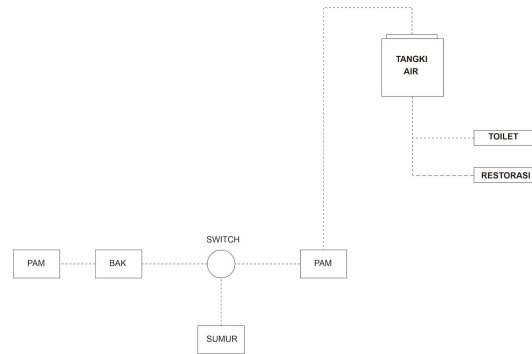 TANGKI
AIR
TOILET
RESTORASI
SWITCH
PAM
BAK
PAM
SUMUR